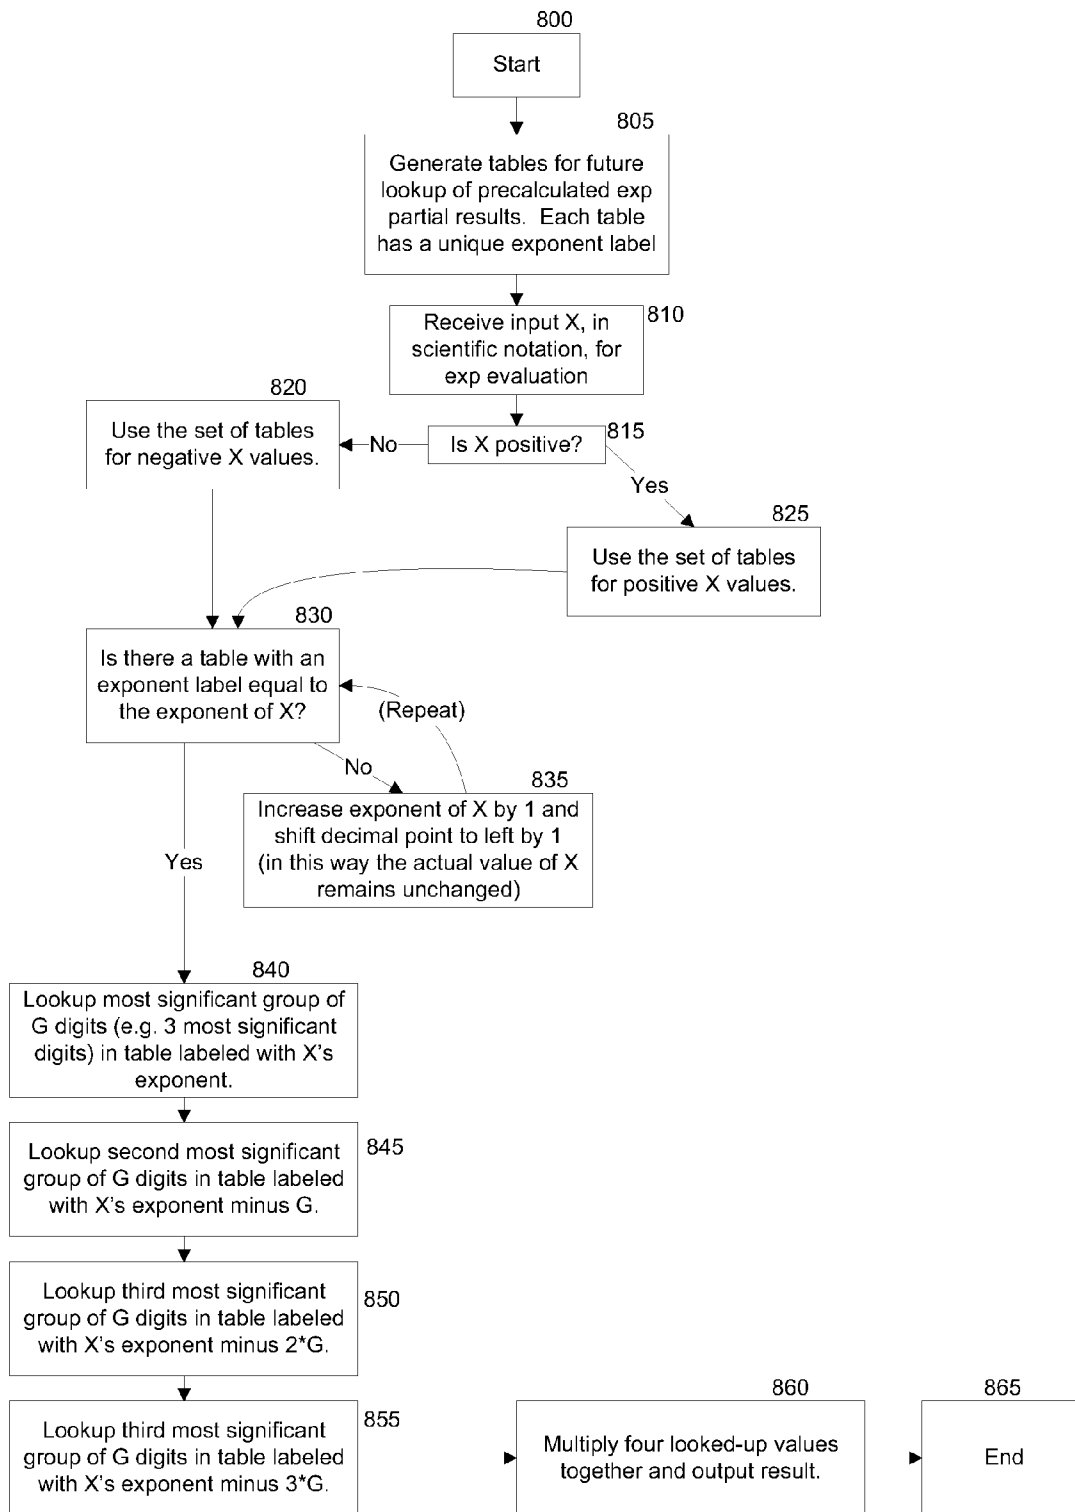 800
Start
805
Generate tables for future
lookup of precalculated exp
partial results.  Each table
has a unique exponent label
810
Receive input X, in
scientific notation, for
exp evaluation
820
Use the set of tables
for negative X values.
No
Is X positive?
815
Yes
825
Use the set of tables
for positive X values.
830
Is there a table with an
exponent label equal to
the exponent of X?
(Repeat)
No
835
Increase exponent of X by 1 and
shift decimal point to left by 1
(in this way the actual value of X
remains unchanged)
Yes
840
Lookup most significant group of
G digits (e.g. 3 most significant
digits) in table labeled with X's
exponent.
845
Lookup second most significant
group of G digits in table labeled
with X's exponent minus G.
850
Lookup third most significant
group of G digits in table labeled
with X's exponent minus 2*G.
855
Lookup third most significant
group of G digits in table labeled
with X's exponent minus 3*G.
860
Multiply four looked-up values
together and output result.
865
End